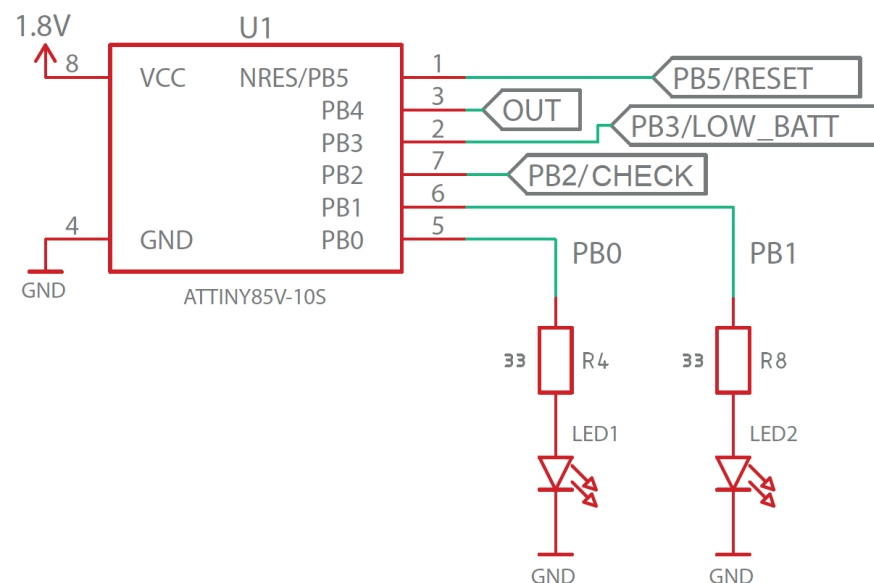 1.8V
U1
8
VCC
NRES/PB5
1
PB5/RESET
PB4
3
OUT
PB3
2
PB3/LOW_BATT
PB2
7
PB2/CHECK
PB1
6
4
GND
PB0
5
GND
ATTINY85V-10S
PB0
PB1
33
R4
33
R8
LED1
LED2
GND
GND